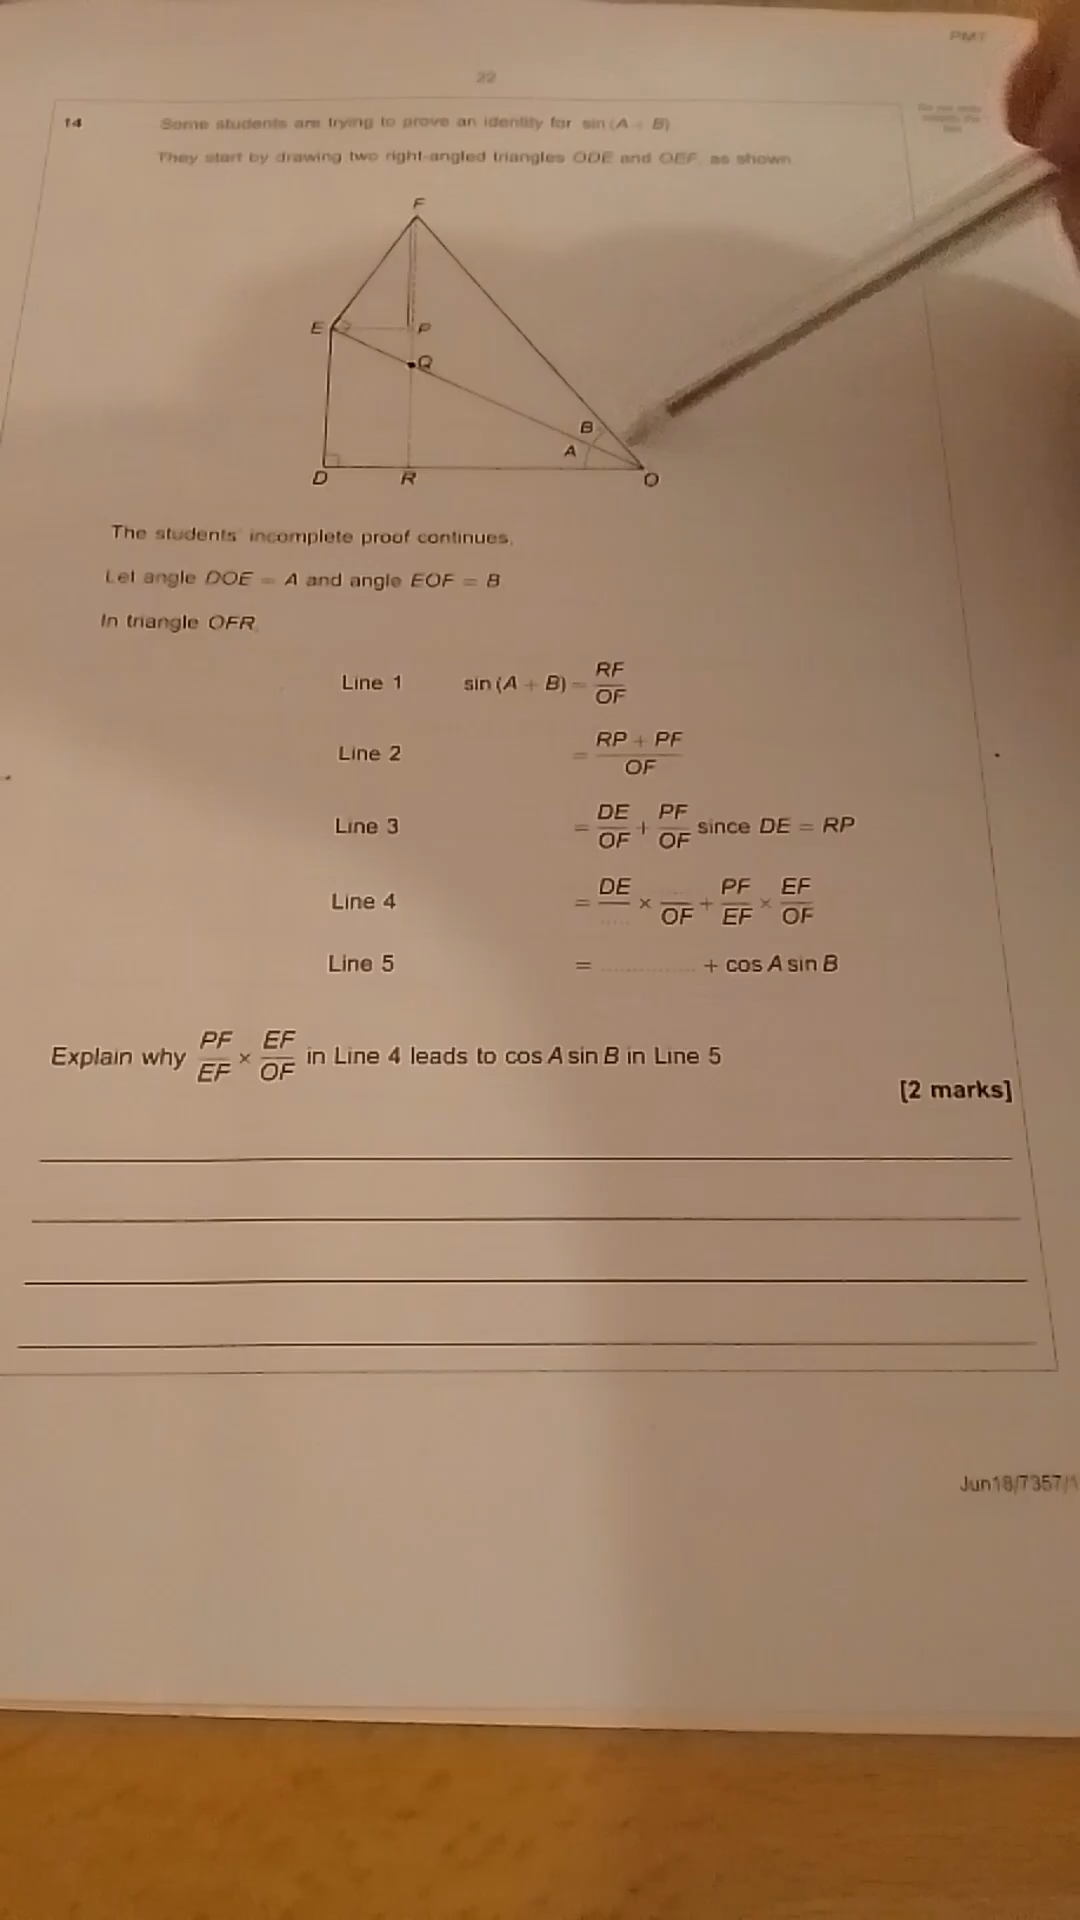 PMT
22
14 Some students are trying to prove an identity for sin (A + B)
They start by drawing two right-angled triangles ODE and OEF, as shown.
F
E P
Q
B
A
D R O
The students' incomplete proof continues,
Let angle DOE = A and angle EOF = B
In triangle OFR,
Line 1 sin (A + B) = RF/OF
Line 2 = (RP + PF)/OF
Line 3 = DE/OF + PF/OF since DE = RP
Line 4 = DE/..... × ...../OF + PF/EF × EF/OF
Line 5 = .............. + cos A sin B
Explain why PF/EF × EF/OF in Line 4 leads to cos A sin B in Line 5
[2 marks]
Jun18/7357/1